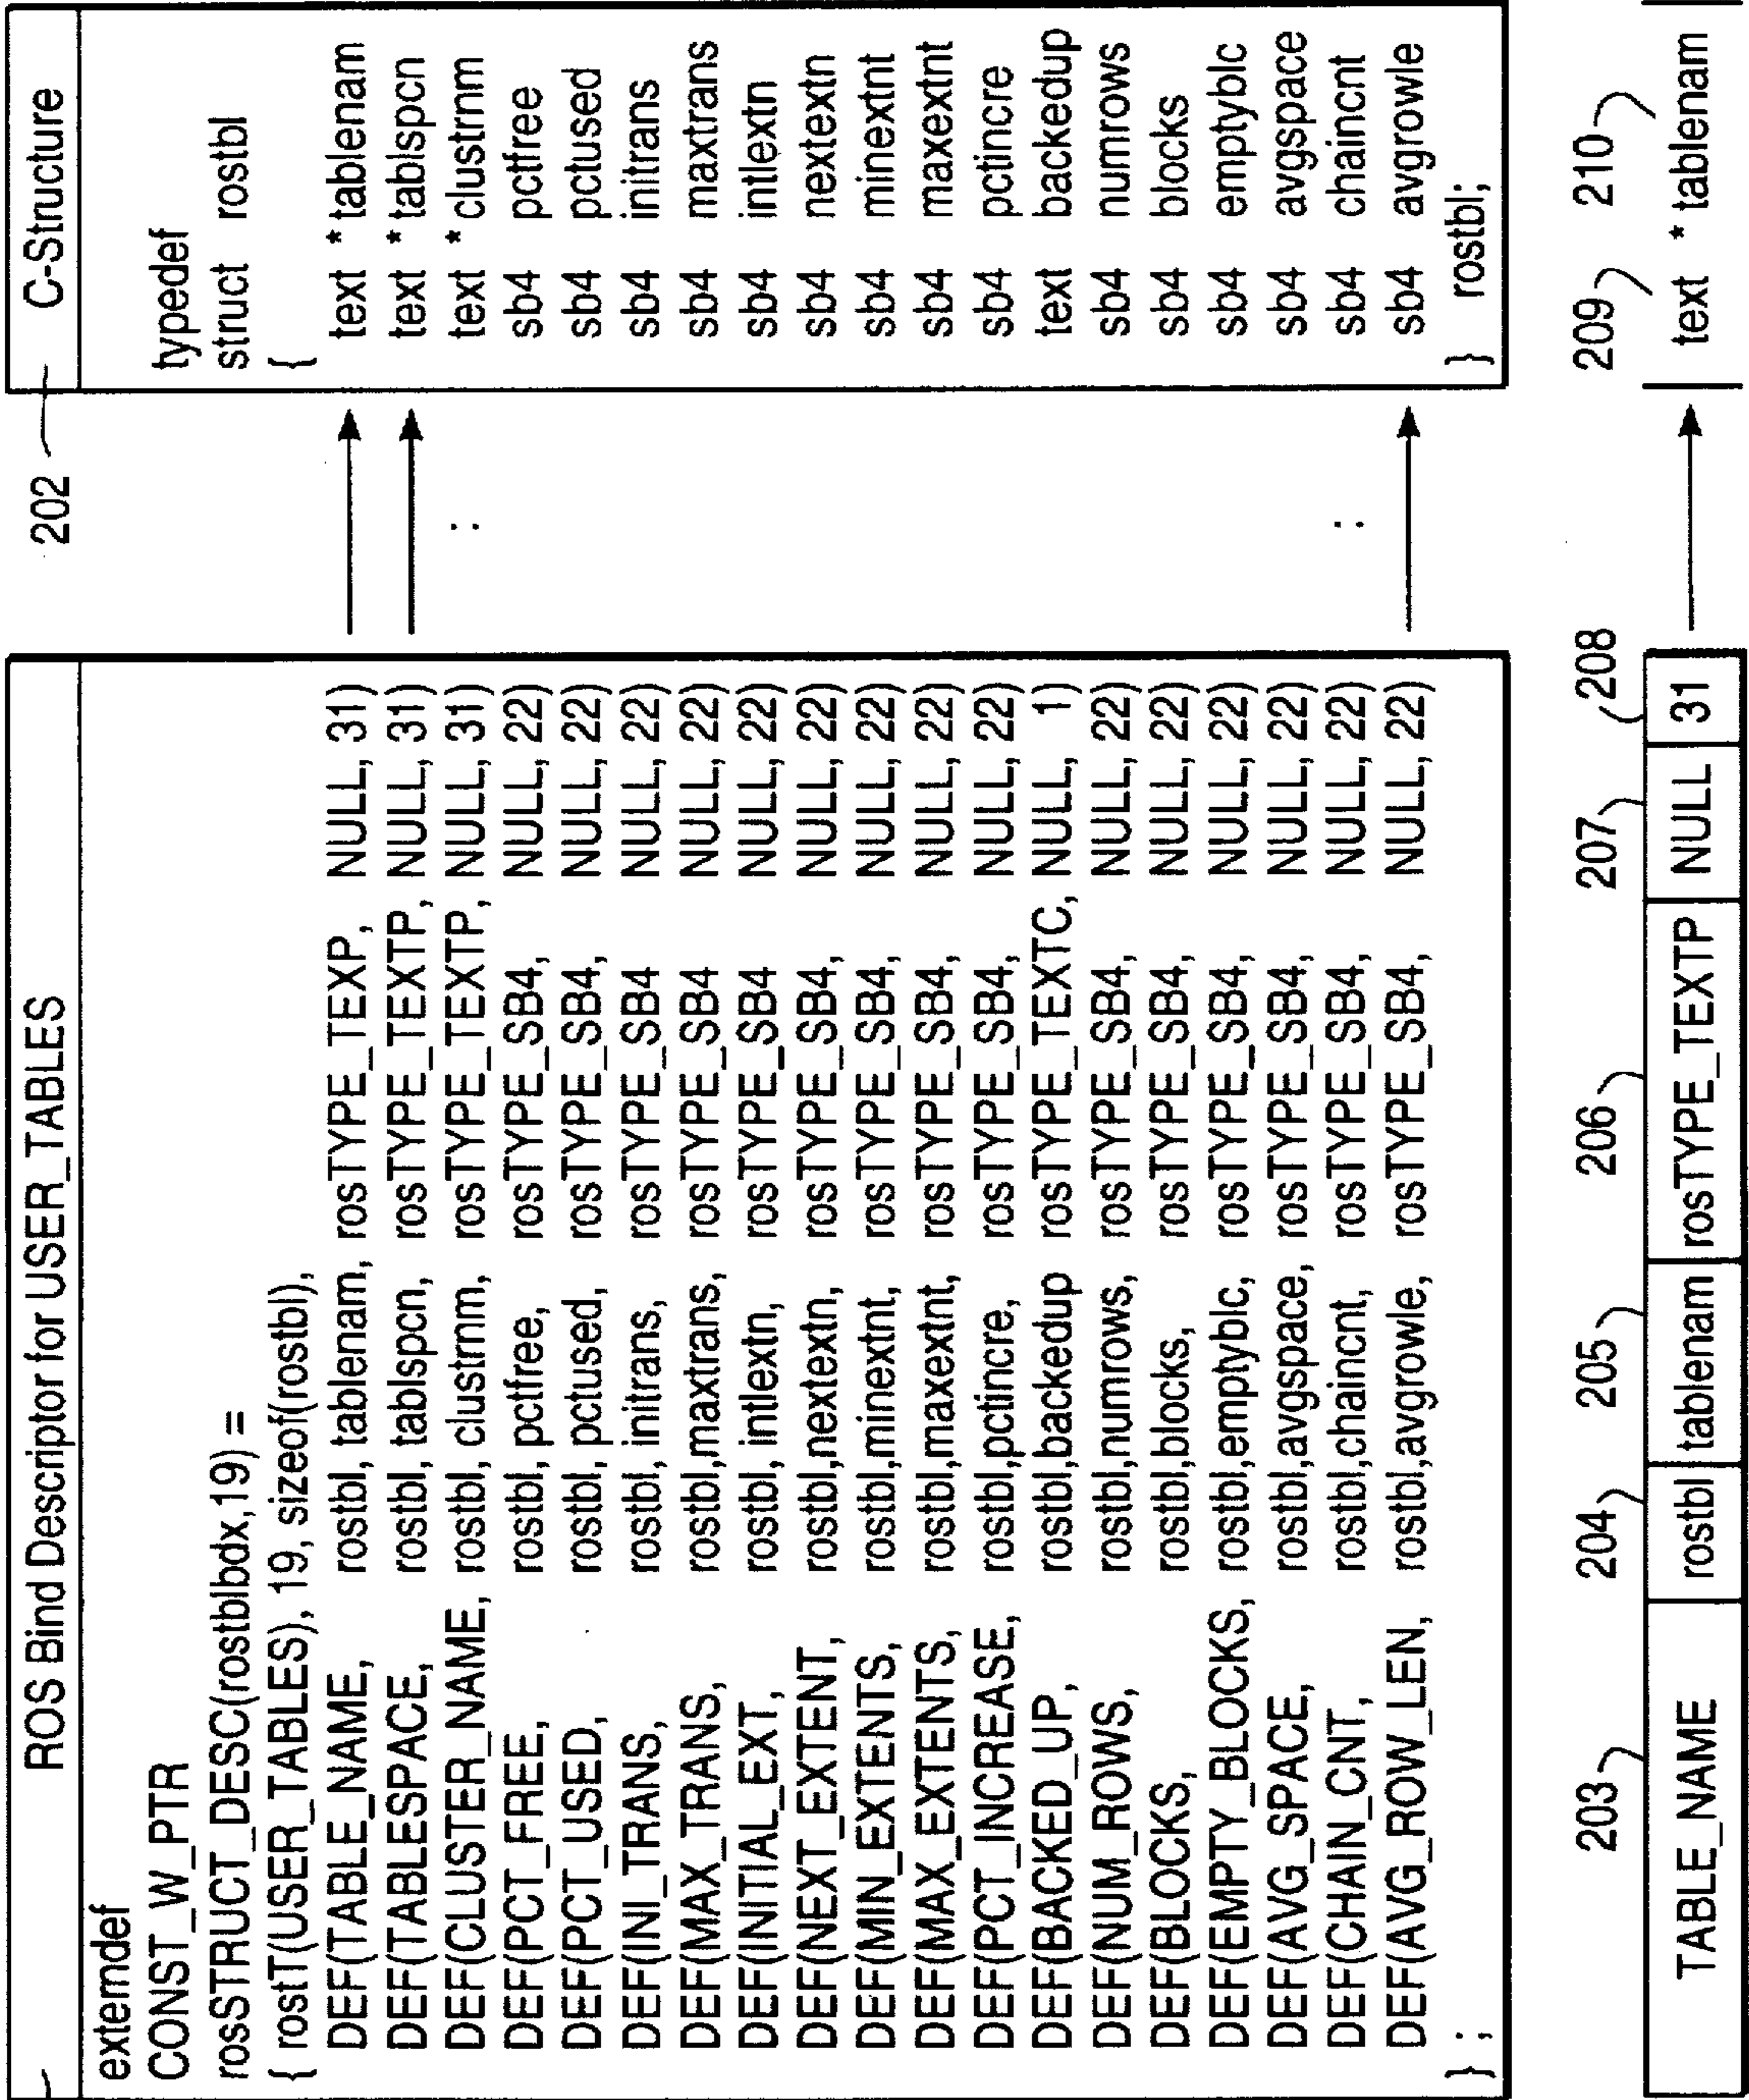 ROS Bind Descriptor for USER_TABLES
externdef
CONST_W_PTR
rosSTRUCT_DESC(rostblbdx,19) =
{ rosT(USER_TABLES), 19, sizeof(rostbl),
DEF(TABLE_NAME, rostbl, tablenam, rosTYPE_TEXP, NULL, 31)
DEF(TABLESPACE, rostbl, tablspcn, rosTYPE_TEXTP, NULL, 31)
DEF(CLUSTER_NAME, rostbl, clustrnm, rosTYPE_TEXTP, NULL, 31)
DEF(PCT_FREE, rostbl, pctfree, rosTYPE_SB4, NULL, 22)
DEF(PCT_USED, rostbl, pctused, rosTYPE_SB4, NULL, 22)
DEF(INI_TRANS, rostbl, initrans, rosTYPE_SB4 NULL, 22)
DEF(MAX_TRANS, rostbl,maxtrans, rosTYPE_SB4 NULL, 22)
DEF(INITIAL_EXT, rostbl, intlextn, rosTYPE_SB4 NULL, 22)
DEF(NEXT_EXTENT, rostbl,nextextn, rosTYPE_SB4, NULL, 22)
DEF(MIN_EXTENTS, rostbl,minextnt, rosTYPE_SB4, NULL, 22)
DEF(MAX_EXTENTS, rostbl,maxextnt, rosTYPE_SB4, NULL, 22)
DEF(PCT_INCREASE, rostbl,pctincre, rosTYPE_SB4, NULL, 22)
DEF(BACKED_UP, rostbl,backedup rosTYPE_TEXTC, NULL, 1)
DEF(NUM_ROWS, rostbl,numrows, rosTYPE_SB4, NULL, 22)
DEF(BLOCKS, rostbl,blocks, rosTYPE_SB4, NULL, 22)
DEF(EMPTY_BLOCKS, rostbl,emptyblc, rosTYPE_SB4, NULL, 22)
DEF(AVG_SPACE, rostbl,avgspace, rosTYPE_SB4, NULL, 22)
DEF(CHAIN_CNT, rostbl,chaincnt, rosTYPE_SB4, NULL, 22)
DEF(AVG_ROW_LEN, rostbl,avgrowle, rosTYPE_SB4, NULL, 22)
} ;
202
C-Structure
typedef
struct rostbl
{
text *tablenam
text *tablspcn
text *clustrnm
sb4 pctfree
sb4 pctused
sb4 initrans
sb4 maxtrans
sb4 intlextn
sb4 nextextn
sb4 minextnt
sb4 maxextnt
sb4 pctincre
text backedup
sb4 numrows
sb4 blocks
sb4 emptyblc
sb4 avgspace
sb4 chaincnt
sb4 avgrowle
} rostbl;
203 204 205 206 207 208 209 210
TABLE_NAME rostbl tablenam rosTYPE_TEXTP NULL 31 text * tablenam